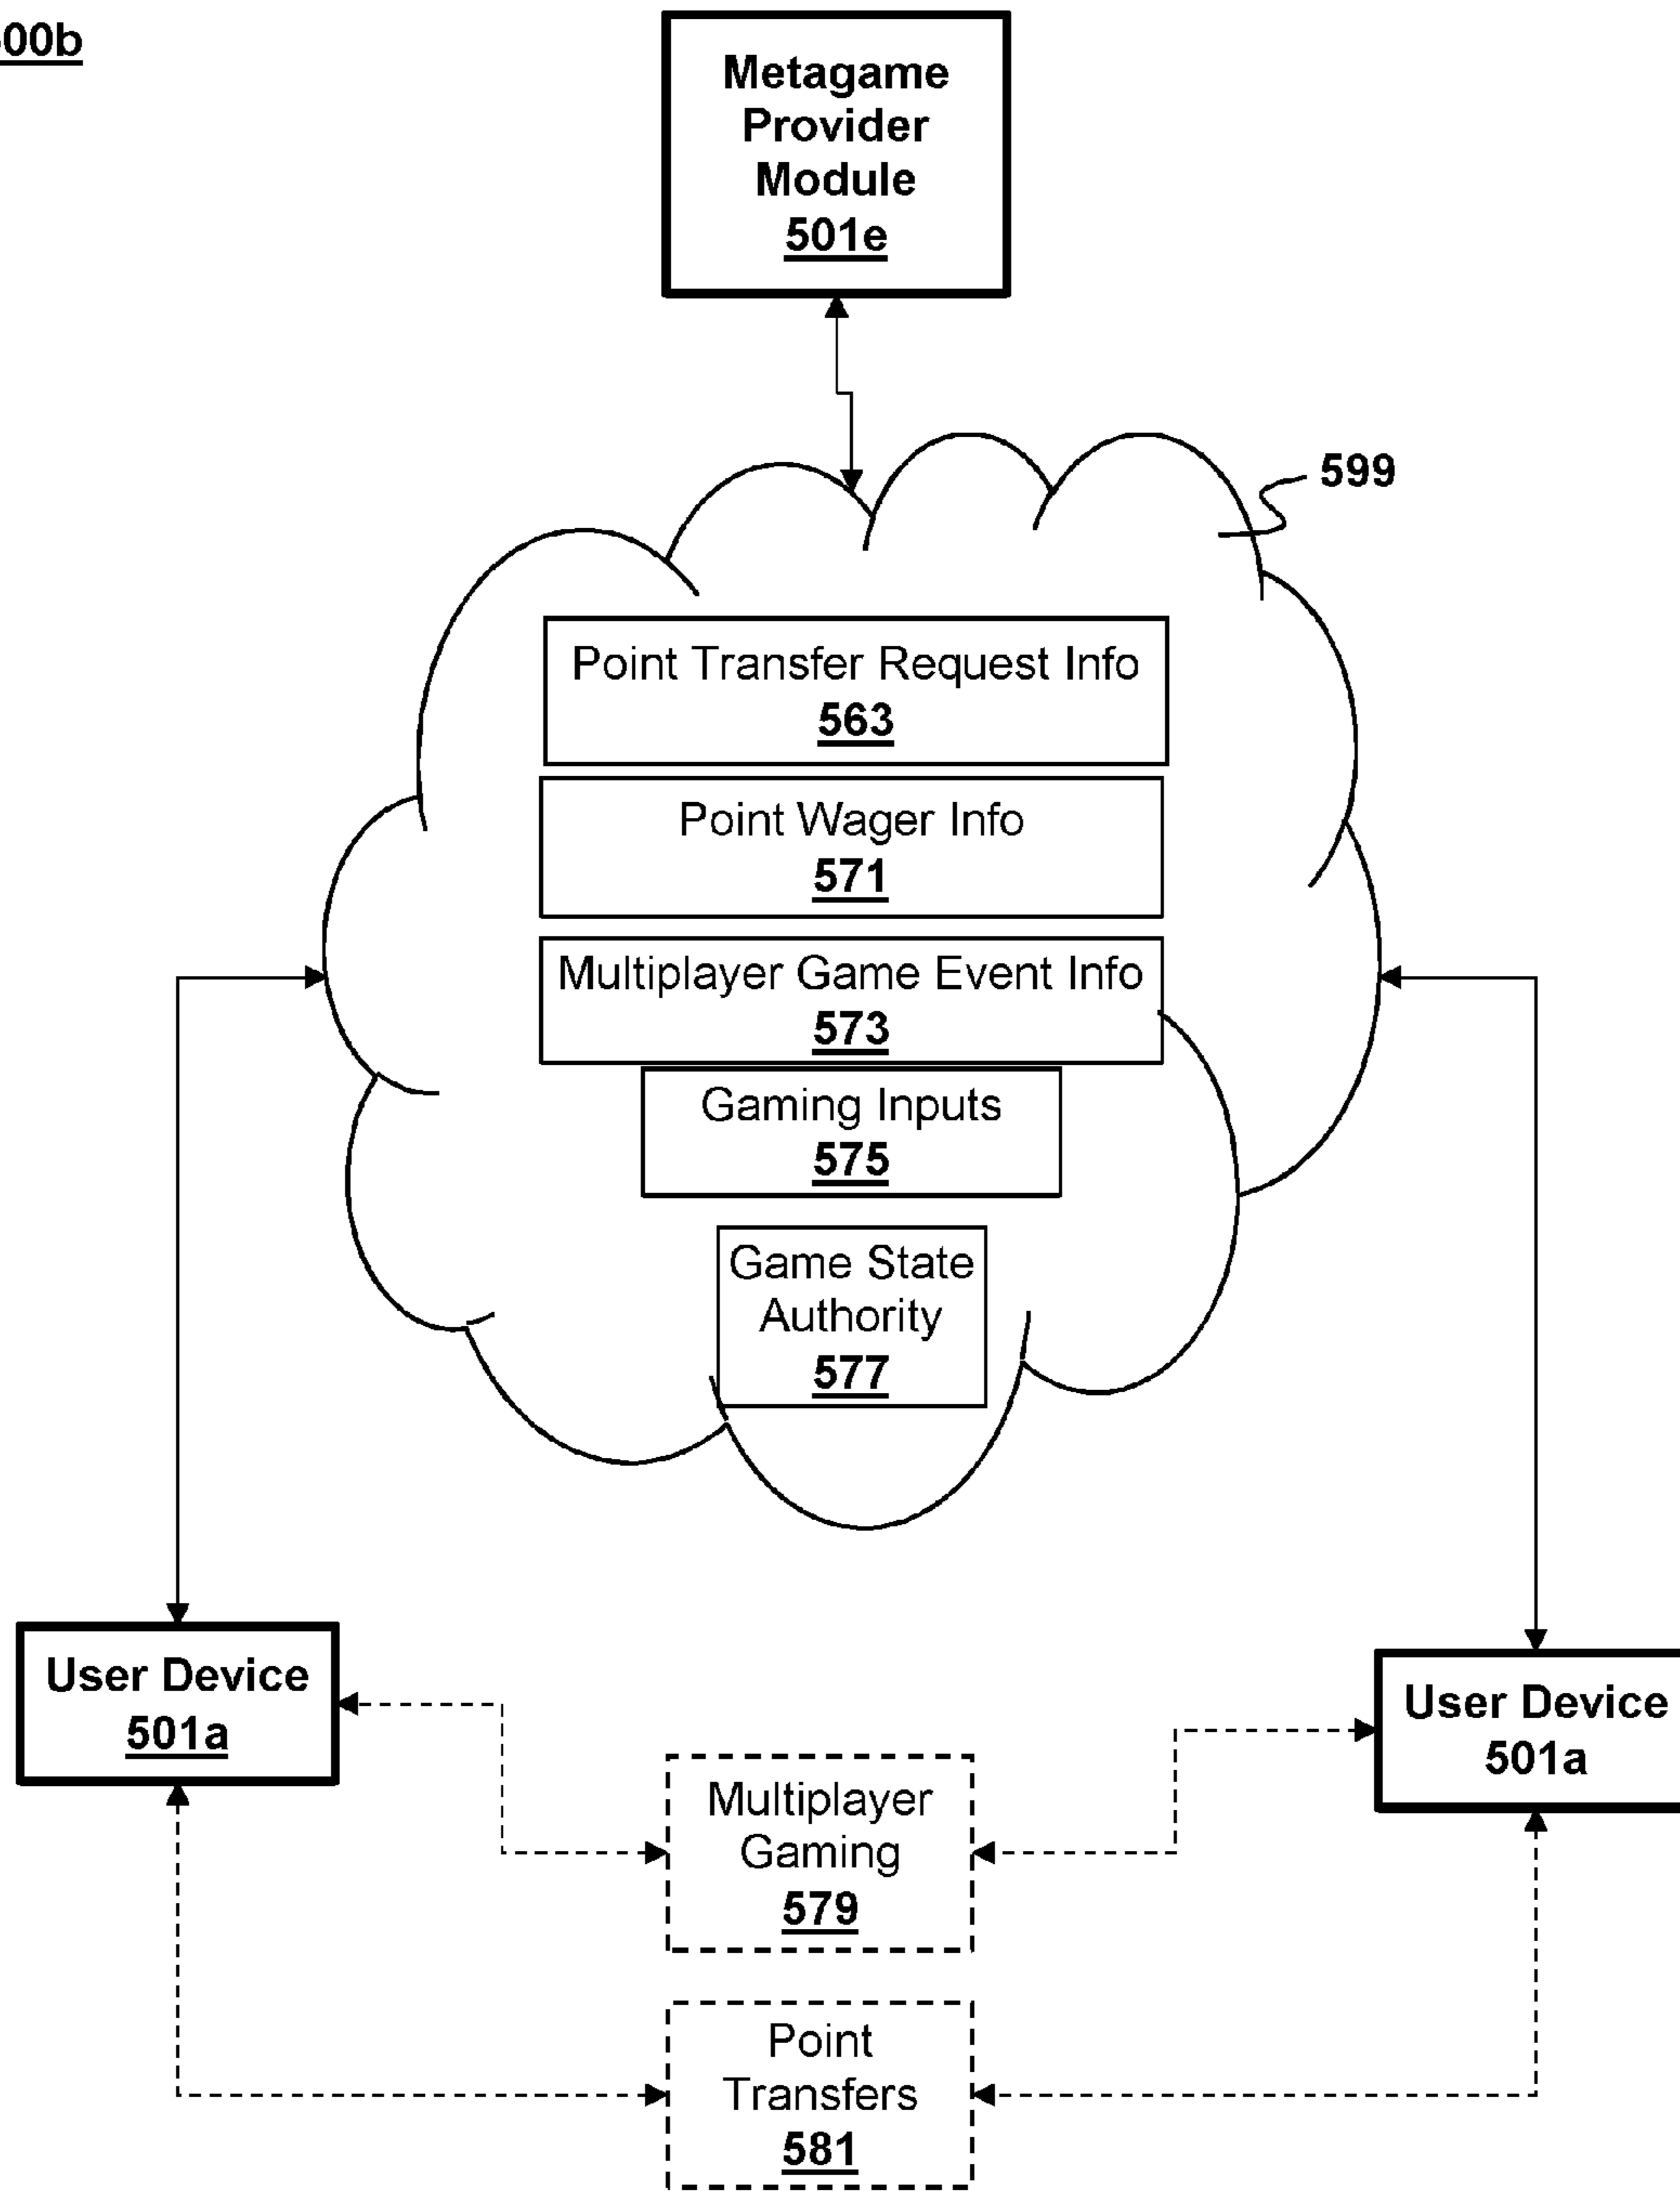 00b
Metagame
Provider
Module
501e
599
Point Transfer Request Info
563
Point Wager Info
571
Multiplayer Game Event Info
573
Gaming Inputs
575
Game State
Authority
577
User Device
501a
User Device
501a
Multiplayer
Gaming
579
Point
Transfers
581